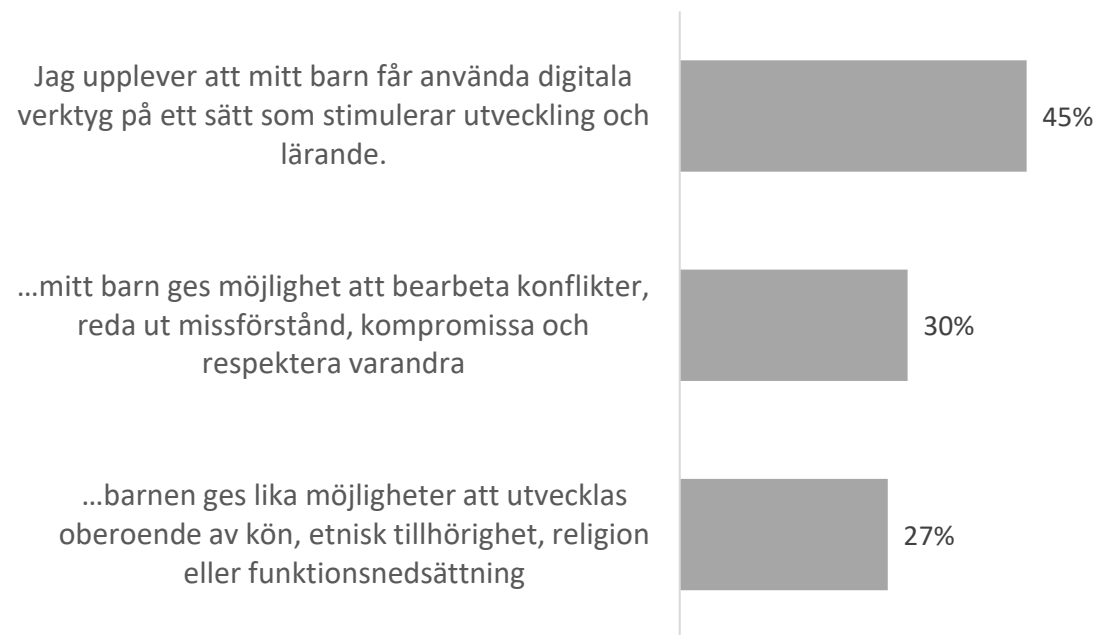 Jag upplever att mitt barn får använda digitala
verktyg på ett sätt som stimulerar utveckling och
lärande.
45%
…mitt barn ges möjlighet att bearbeta konflikter,
reda ut missförstånd, kompromissa och
respektera varandra
30%
…barnen ges lika möjligheter att utvecklas
oberoende av kön, etnisk tillhörighet, religion
eller funktionsnedsättning
27%